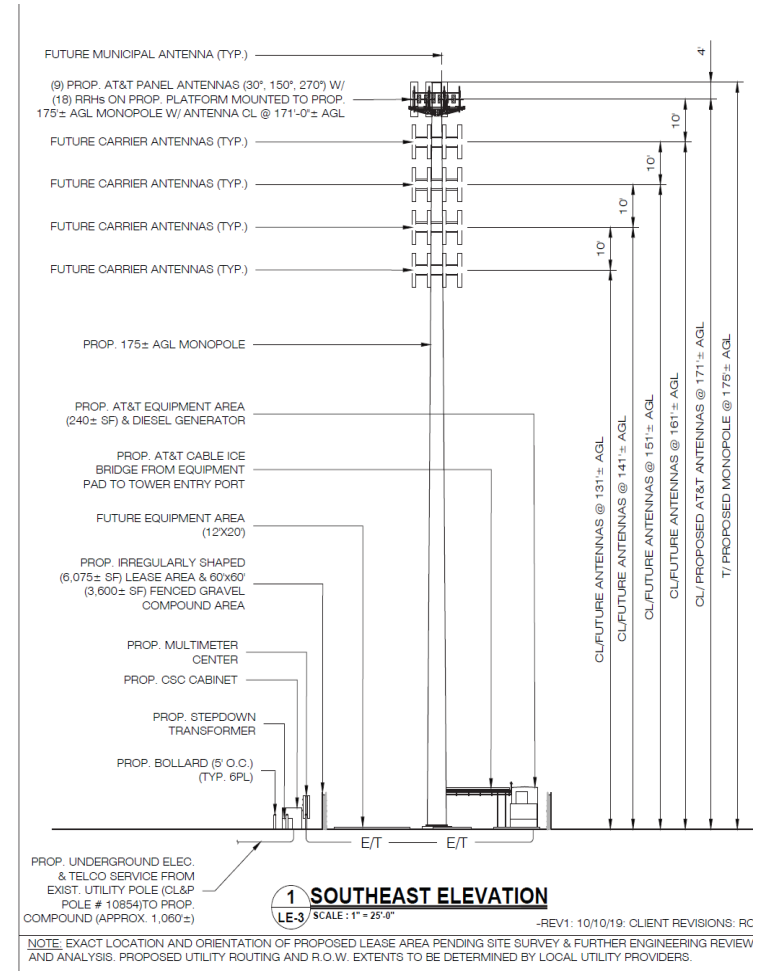 FUTURE MUNICIPAL ANTENNA (TYP.)
(9) PROP. AT&T PANEL ANTENNAS (30°, 150°, 270°) W/
(18) RRHs ON PROP. PLATFORM MOUNTED TO PROP.
175'± AGL MONOPOLE W/ ANTENNA CL @ 171'-0"± AGL
FUTURE CARRIER ANTENNAS (TYP.)
FUTURE CARRIER ANTENNAS (TYP.)
FUTURE CARRIER ANTENNAS (TYP.)
FUTURE CARRIER ANTENNAS (TYP.)
PROP. 175± AGL MONOPOLE
PROP. AT&T EQUIPMENT AREA
(240± SF) & DIESEL GENERATOR
PROP. AT&T CABLE ICE
BRIDGE FROM EQUIPMENT
PAD TO TOWER ENTRY PORT
FUTURE EQUIPMENT AREA
(12'X20')
PROP. IRREGULARLY SHAPED
(6,075± SF) LEASE AREA & 60'x60'
(3,600± SF) FENCED GRAVEL
COMPOUND AREA
PROP. MULTIMETER
CENTER
PROP. CSC CABINET
PROP. STEPDOWN
TRANSFORMER
PROP. BOLLARD (5' O.C.)
(TYP. 6PL)
PROP. UNDERGROUND ELEC.
& TELCO SERVICE FROM
EXIST. UTILITY POLE (CL&P
POLE # 10854)TO PROP.
COMPOUND (APPROX. 1,060'±)
E/T
E/T
4'
10'
10'
10'
10'
CL/FUTURE ANTENNAS @ 131'± AGL
CL/FUTURE ANTENNAS @ 141'± AGL
CL/FUTURE ANTENNAS @ 151'± AGL
CL/FUTURE ANTENNAS @ 161'± AGL
CL/ PROPOSED AT&T ANTENNAS @ 171'± AGL
T/ PROPOSED MONOPOLE @ 175'± AGL
1
LE-3
SOUTHEAST ELEVATION
SCALE : 1" = 25'-0"
-REV1: 10/10/19: CLIENT REVISIONS: RC
NOTE: EXACT LOCATION AND ORIENTATION OF PROPOSED LEASE AREA PENDING SITE SURVEY & FURTHER ENGINEERING REVIEW
AND ANALYSIS. PROPOSED UTILITY ROUTING AND R.O.W. EXTENTS TO BE DETERMINED BY LOCAL UTILITY PROVIDERS.